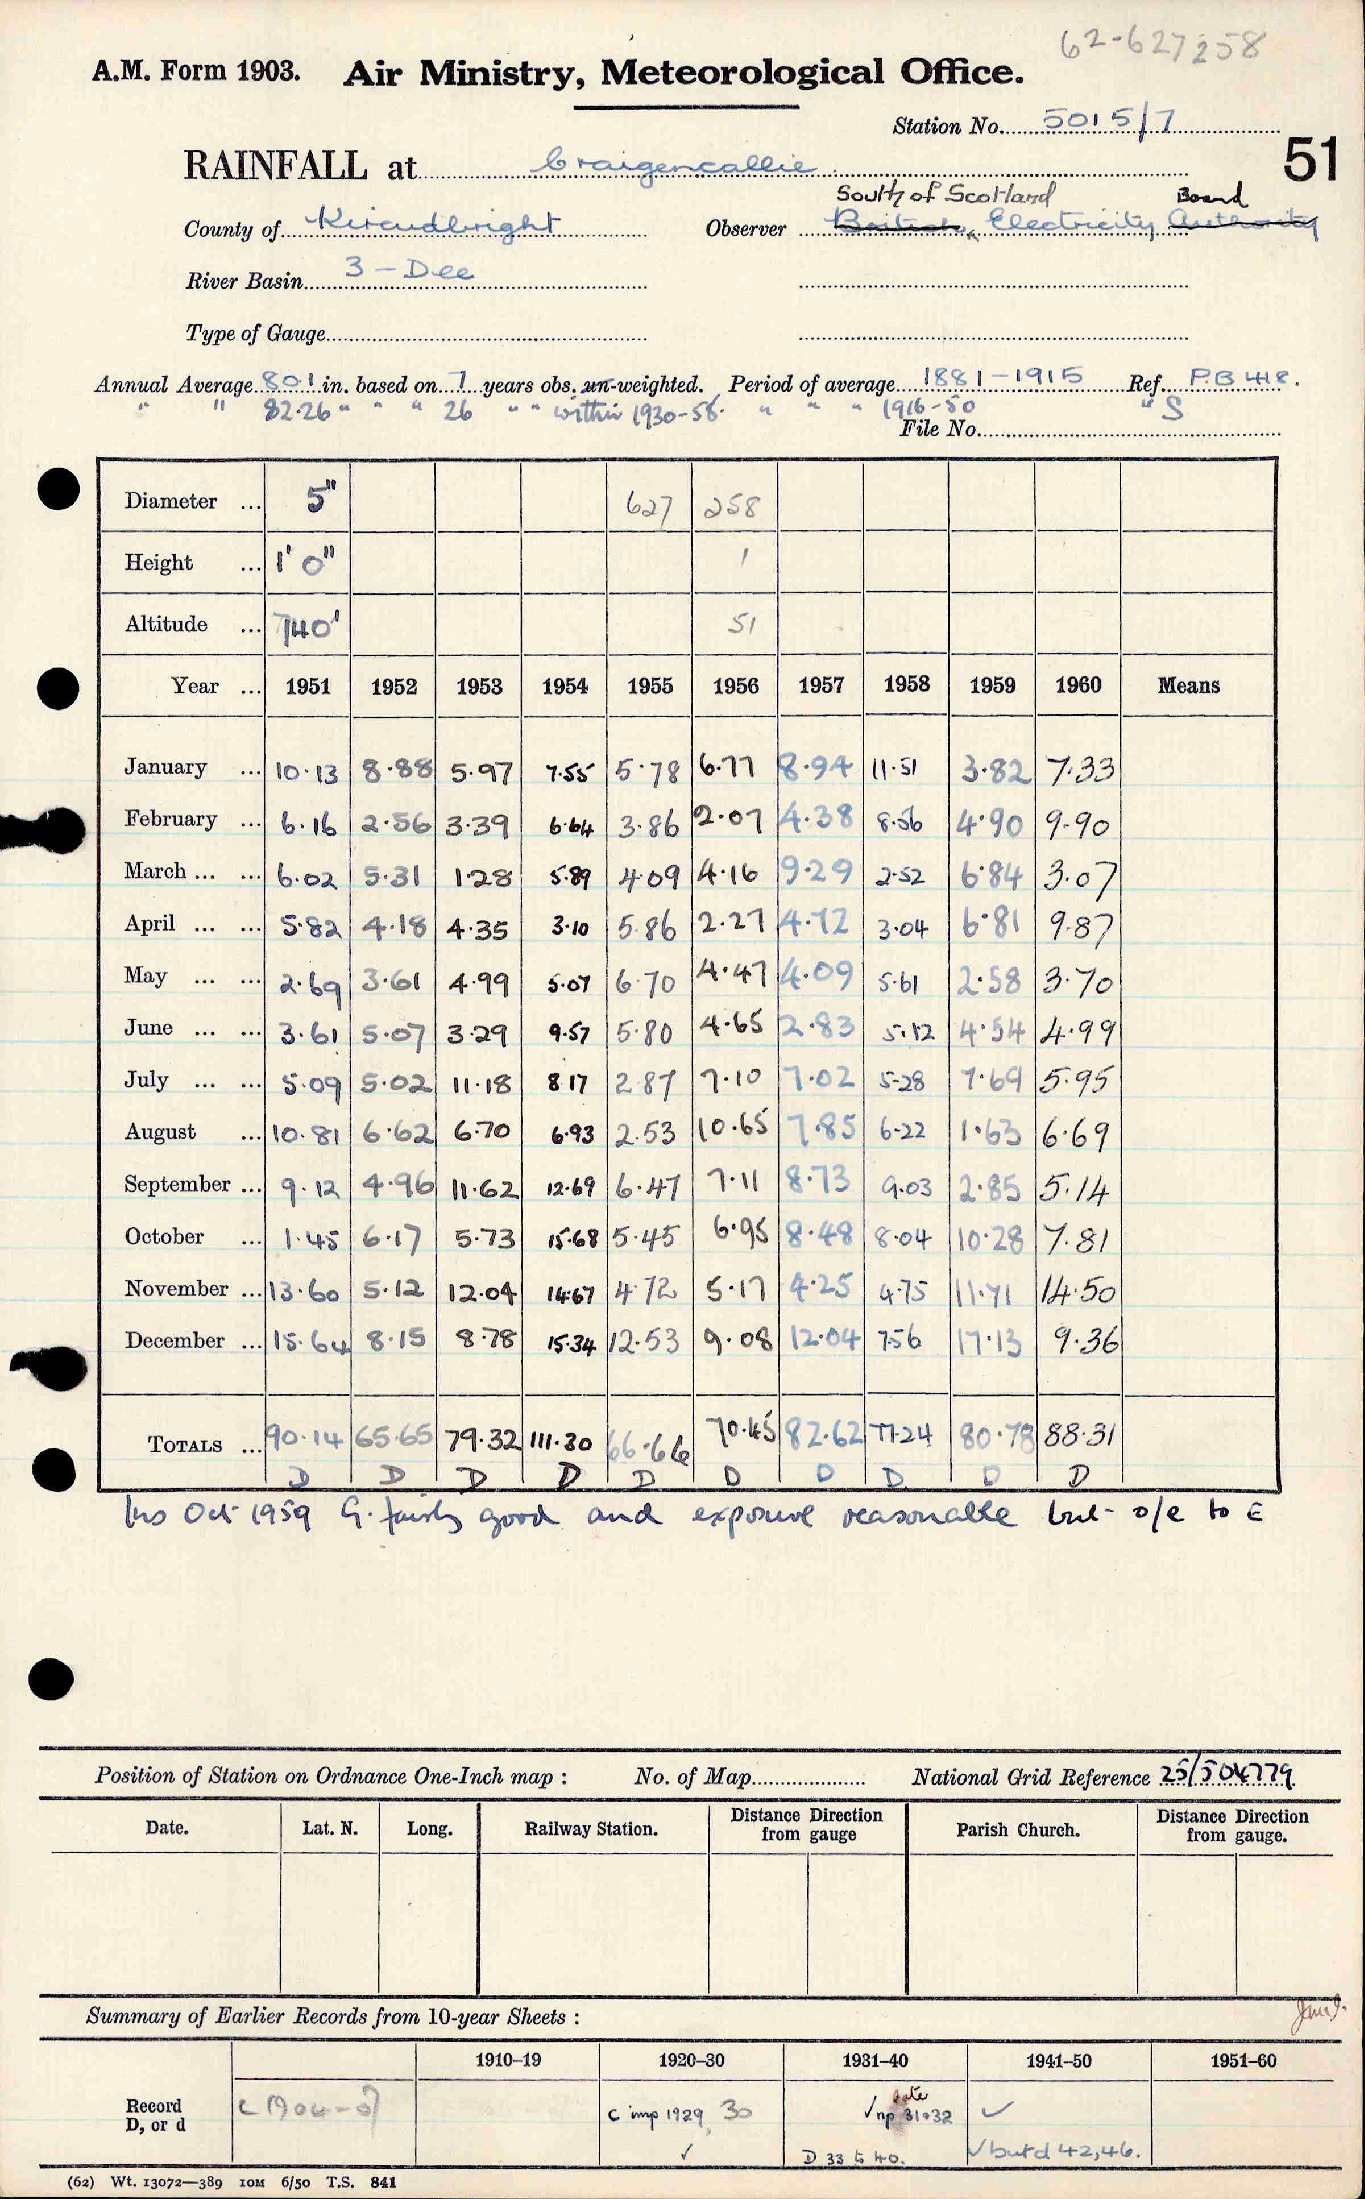 62-627258
A.M. Form 1903. Air Ministry, Meteorological Office.
Station No. 5015/7
RAINFALL at Craigencallie 51
South of Scotland Board
County of Kircudbright Observer British Electricity Authority
River Basin 3 - Dee
Type of Gauge
Annual Average 80.1 in. based on 7 years obs. un-weighted. Period of average 1881-1915 Ref. P.B 418.
" " 82.26 " " " 26 " " within 1930-56. " " " 1916-50 " S
File No.
Diameter ... 5" 627 258
Height ... 1' 0" 1
Altitude ... 740' 51
Year ... 1951 1952 1953 1954 1955 1956 1957 1958 1959 1960 Means
January ... 10.13 8.88 5.97 7.55 5.78 6.77 8.94 11.51 3.82 7.33
February ... 6.16 2.56 3.39 6.64 3.86 2.07 4.38 8.56 4.90 9.90
March ... ... 6.02 5.31 1.28 5.89 4.09 4.16 9.29 2.52 6.84 3.07
April ... ... 5.82 4.18 4.35 3.10 5.86 2.27 4.72 3.04 6.81 9.87
May ... ... 2.69 3.61 4.99 5.07 6.70 4.47 4.09 5.61 2.58 3.70
June ... ... 3.61 5.07 3.29 9.57 5.80 4.65 2.83 5.12 4.54 4.99
July ... ... 5.09 5.02 11.18 8.17 2.87 7.10 7.02 5.28 7.69 5.95
August ... 10.81 6.62 6.70 6.93 2.53 10.65 7.85 6.22 1.63 6.69
September ... 9.12 4.96 11.62 12.69 6.47 7.11 8.73 9.03 2.85 5.14
October ... 1.45 6.17 5.73 15.68 5.45 6.95 8.48 8.04 10.28 7.81
November ... 13.60 5.12 12.04 14.67 4.72 5.17 4.25 4.75 11.71 14.50
December ... 15.64 8.15 8.78 15.34 12.53 9.08 12.04 7.56 17.13 9.36
TOTALS ... 90.14 65.65 79.32 111.30 66.66 70.45 82.62 77.24 80.78 88.31
D D D D D D D D D D
Ins Oct 1959 G. fairly good and exposure reasonable but o/e to E
Position of Station on Ordnance One-Inch map : No. of Map National Grid Reference 25/504779
Date. Lat. N. Long. Railway Station. Distance Direction from gauge Parish Church. Distance Direction from gauge.
Summary of Earlier Records from 10-year Sheets :
1910-19 1920-30 1931-40 1941-50 1951-60
Record D, or d c imp 1929, 30 ✓ np 31+32 ✓
✓ D 33 to 40. ✓ but d 42,46.
(62) Wt. 13072—389 10M 6/50 T.S. 841